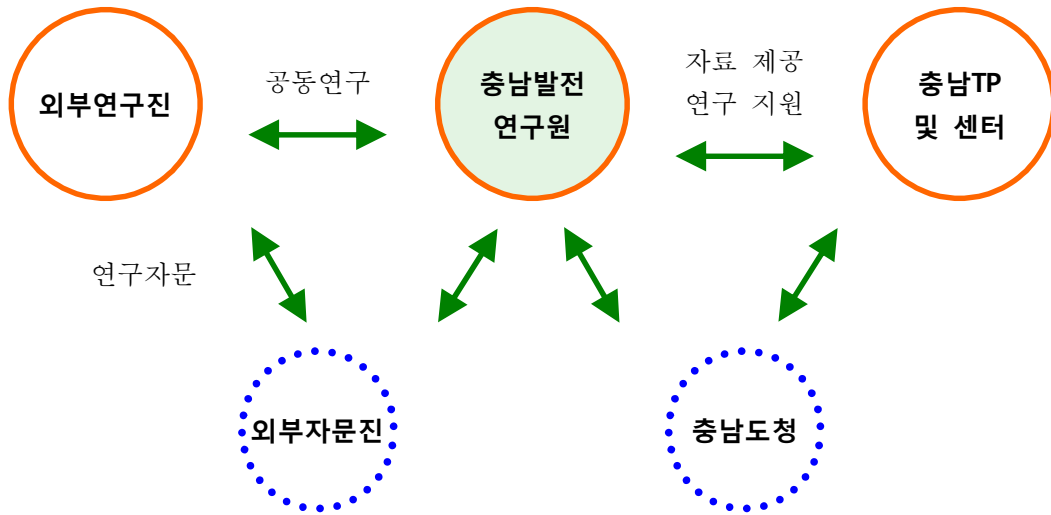 외부연구진
공동연구
충남발전
연구원
자료 제공
연구 지원
충남TP
및 센터
연구자문
외부자문진
충남도청